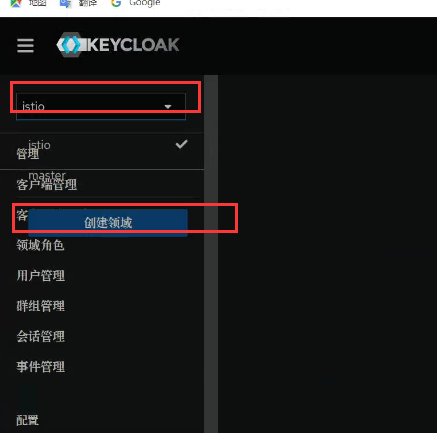 地图 翻译 Google
KEYCLOAK
istio
istio
管理
master
客户端管理
客
创建领域
领域角色
用户管理
群组管理
会话管理
事件管理
配置